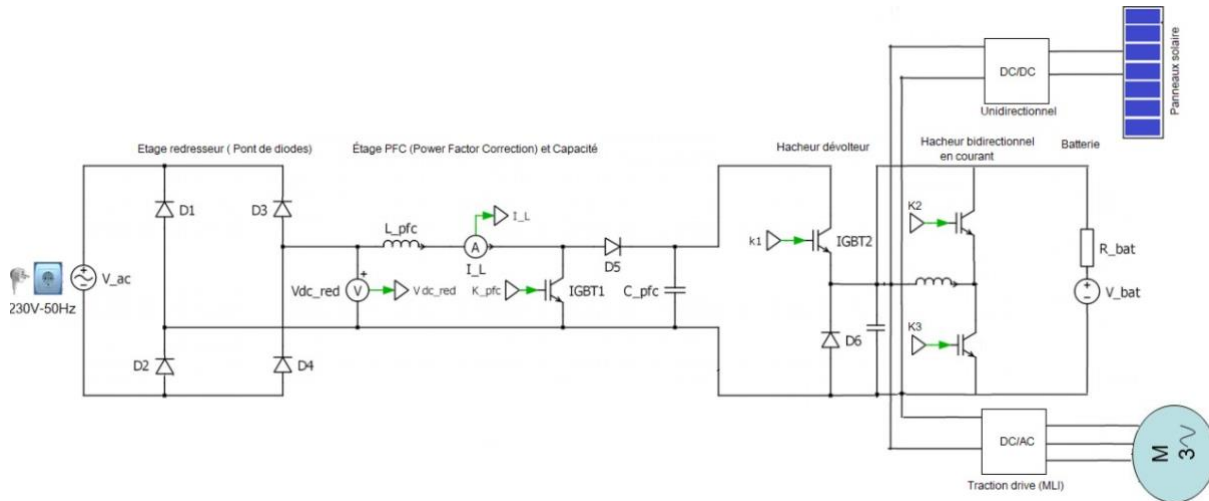 DC/DC
Unidirectionnel
Panneaux solaire
Etage redresseur ( Pont de diodes)
Étage PFC (Power Factor Correction) et Capacité
Hacheur dévolteur
Hacheur bidirectionnel
en courant
Batterie
D1
D3
L_pfc
I_L
A
I_L
D5
k1
IGBT2
K2
R_bat
V_ac
230V-50Hz
Vdc_red
+
V
Vdc_red
K_pfc
IGBT1
C_pfc
V_bat
D2
D4
D6
K3
DC/AC
Traction drive (MLI)
M
3